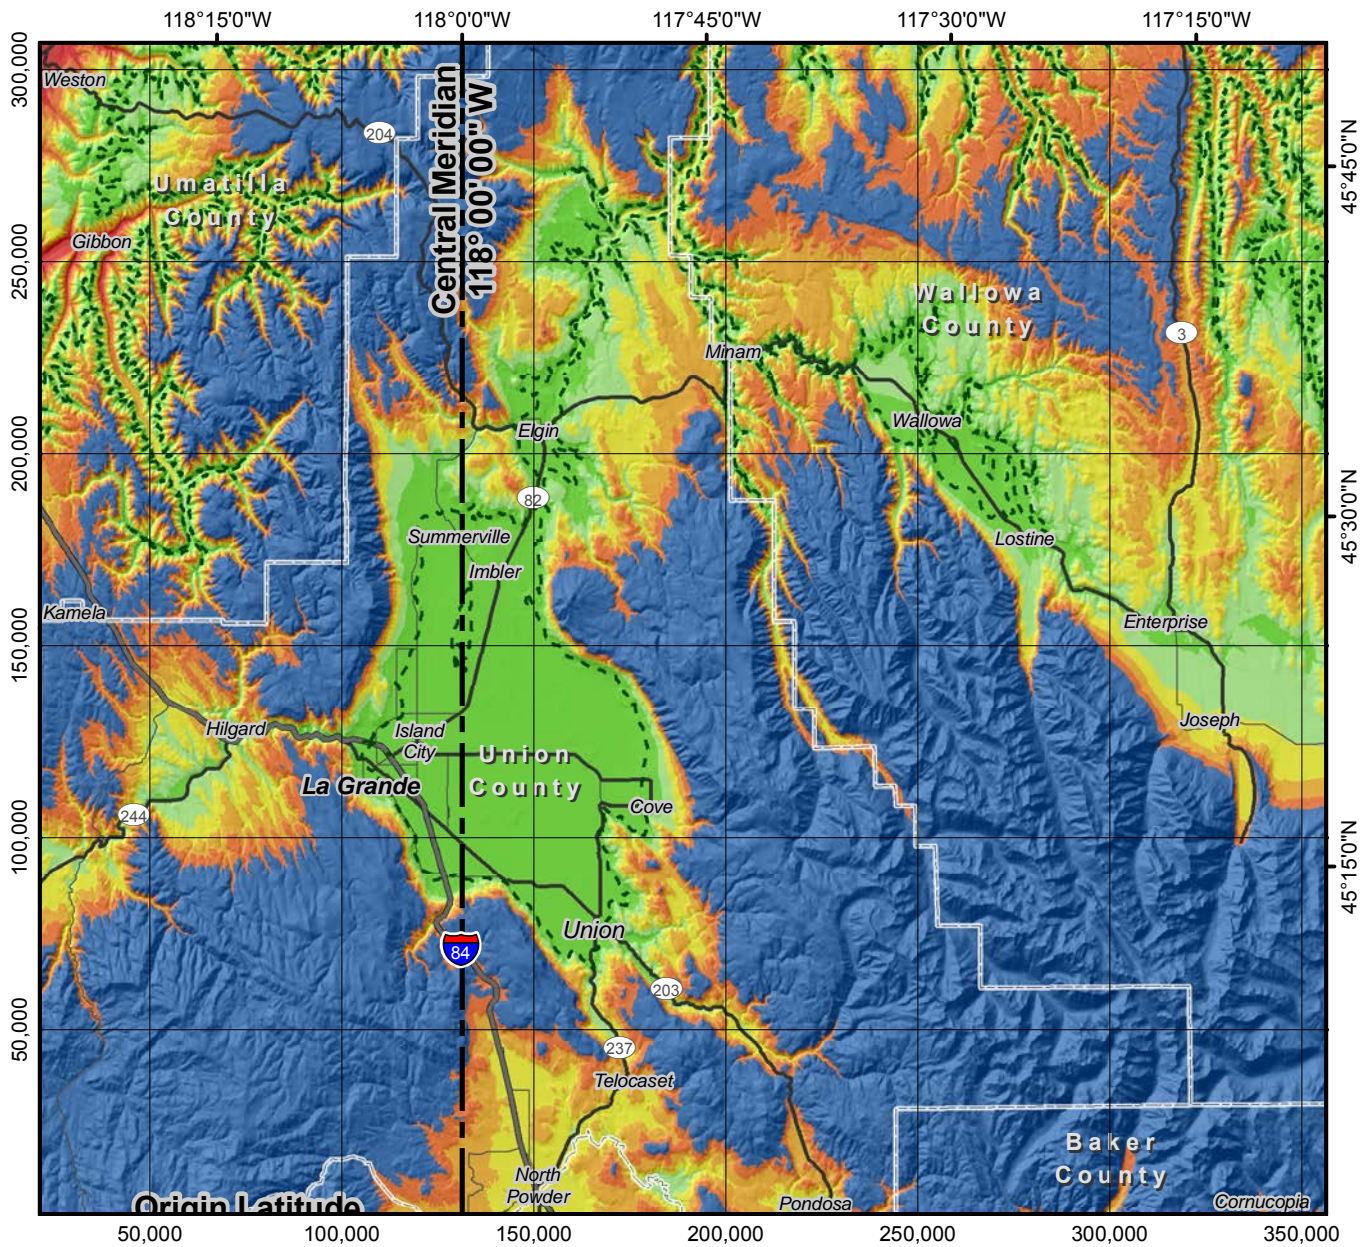 118°15'0"W
118°0'0"W
117°45'0"W
117°30'0"W
117°15'0"W
300,000
250,000
200,000
150,000
100,000
50,000
45°45'0"N
45°30'0"N
45°15'0"N
Weston
204
Central Meridian
118° 00' 00" W
Umatilla
County
Gibbon
Wallowa
County
3
Minam
Wallowa
Elgin
82
Summerville
Lostine
Imbler
Kamela
Enterprise
Hilgard
Island
City
Joseph
Union
County
La Grande
Cove
244
Union
84
203
237
Telocaset
Baker
County
North
Powder
Pondosa
Cornucopia
Origin Latitude
50,000
100,000
150,000
200,000
250,000
300,000
350,000